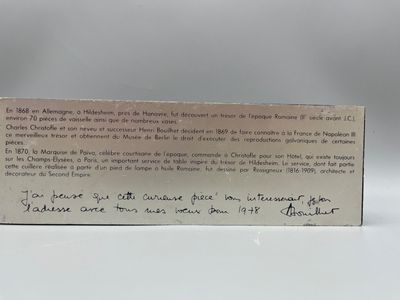 En 1868 en Allemagne, à Hildesheim, près de Hanovre, fut découvert un trésor de l'époque Romaine (IIe siècle avant J.C.)
environ 70 pièces de vaisselle ainsi que de nombreux vases.
Charles Christofle et son neveu et successeur Henri Bouilhet décident en 1869 de faire connaître à la France de Napoléon III
ce merveilleux trésor et obtiennent du Musée de Berlin le droit d'exécuter des reproductions galvaniques de certaines
pièces.
En 1870, la Marquise de Paiva, célèbre courtisane de l'époque, commande à Christofle pour son Hôtel, qui existe toujours
sur les Champs-Elysées, à Paris, un important service de table inspiré du trésor de Hildesheim. Le service, dont fait partie
cette cuillère réalisée à partir d'un pied de lampe à huile Romaine, fut dessiné par Rossigneux (1816-1909), architecte et
décorateur du Second Empire.
j'ai pensé que cette curieuse pièce vous intéresserait, je
l'adresse avec tous mes voeux pour 1978 Bouilhet